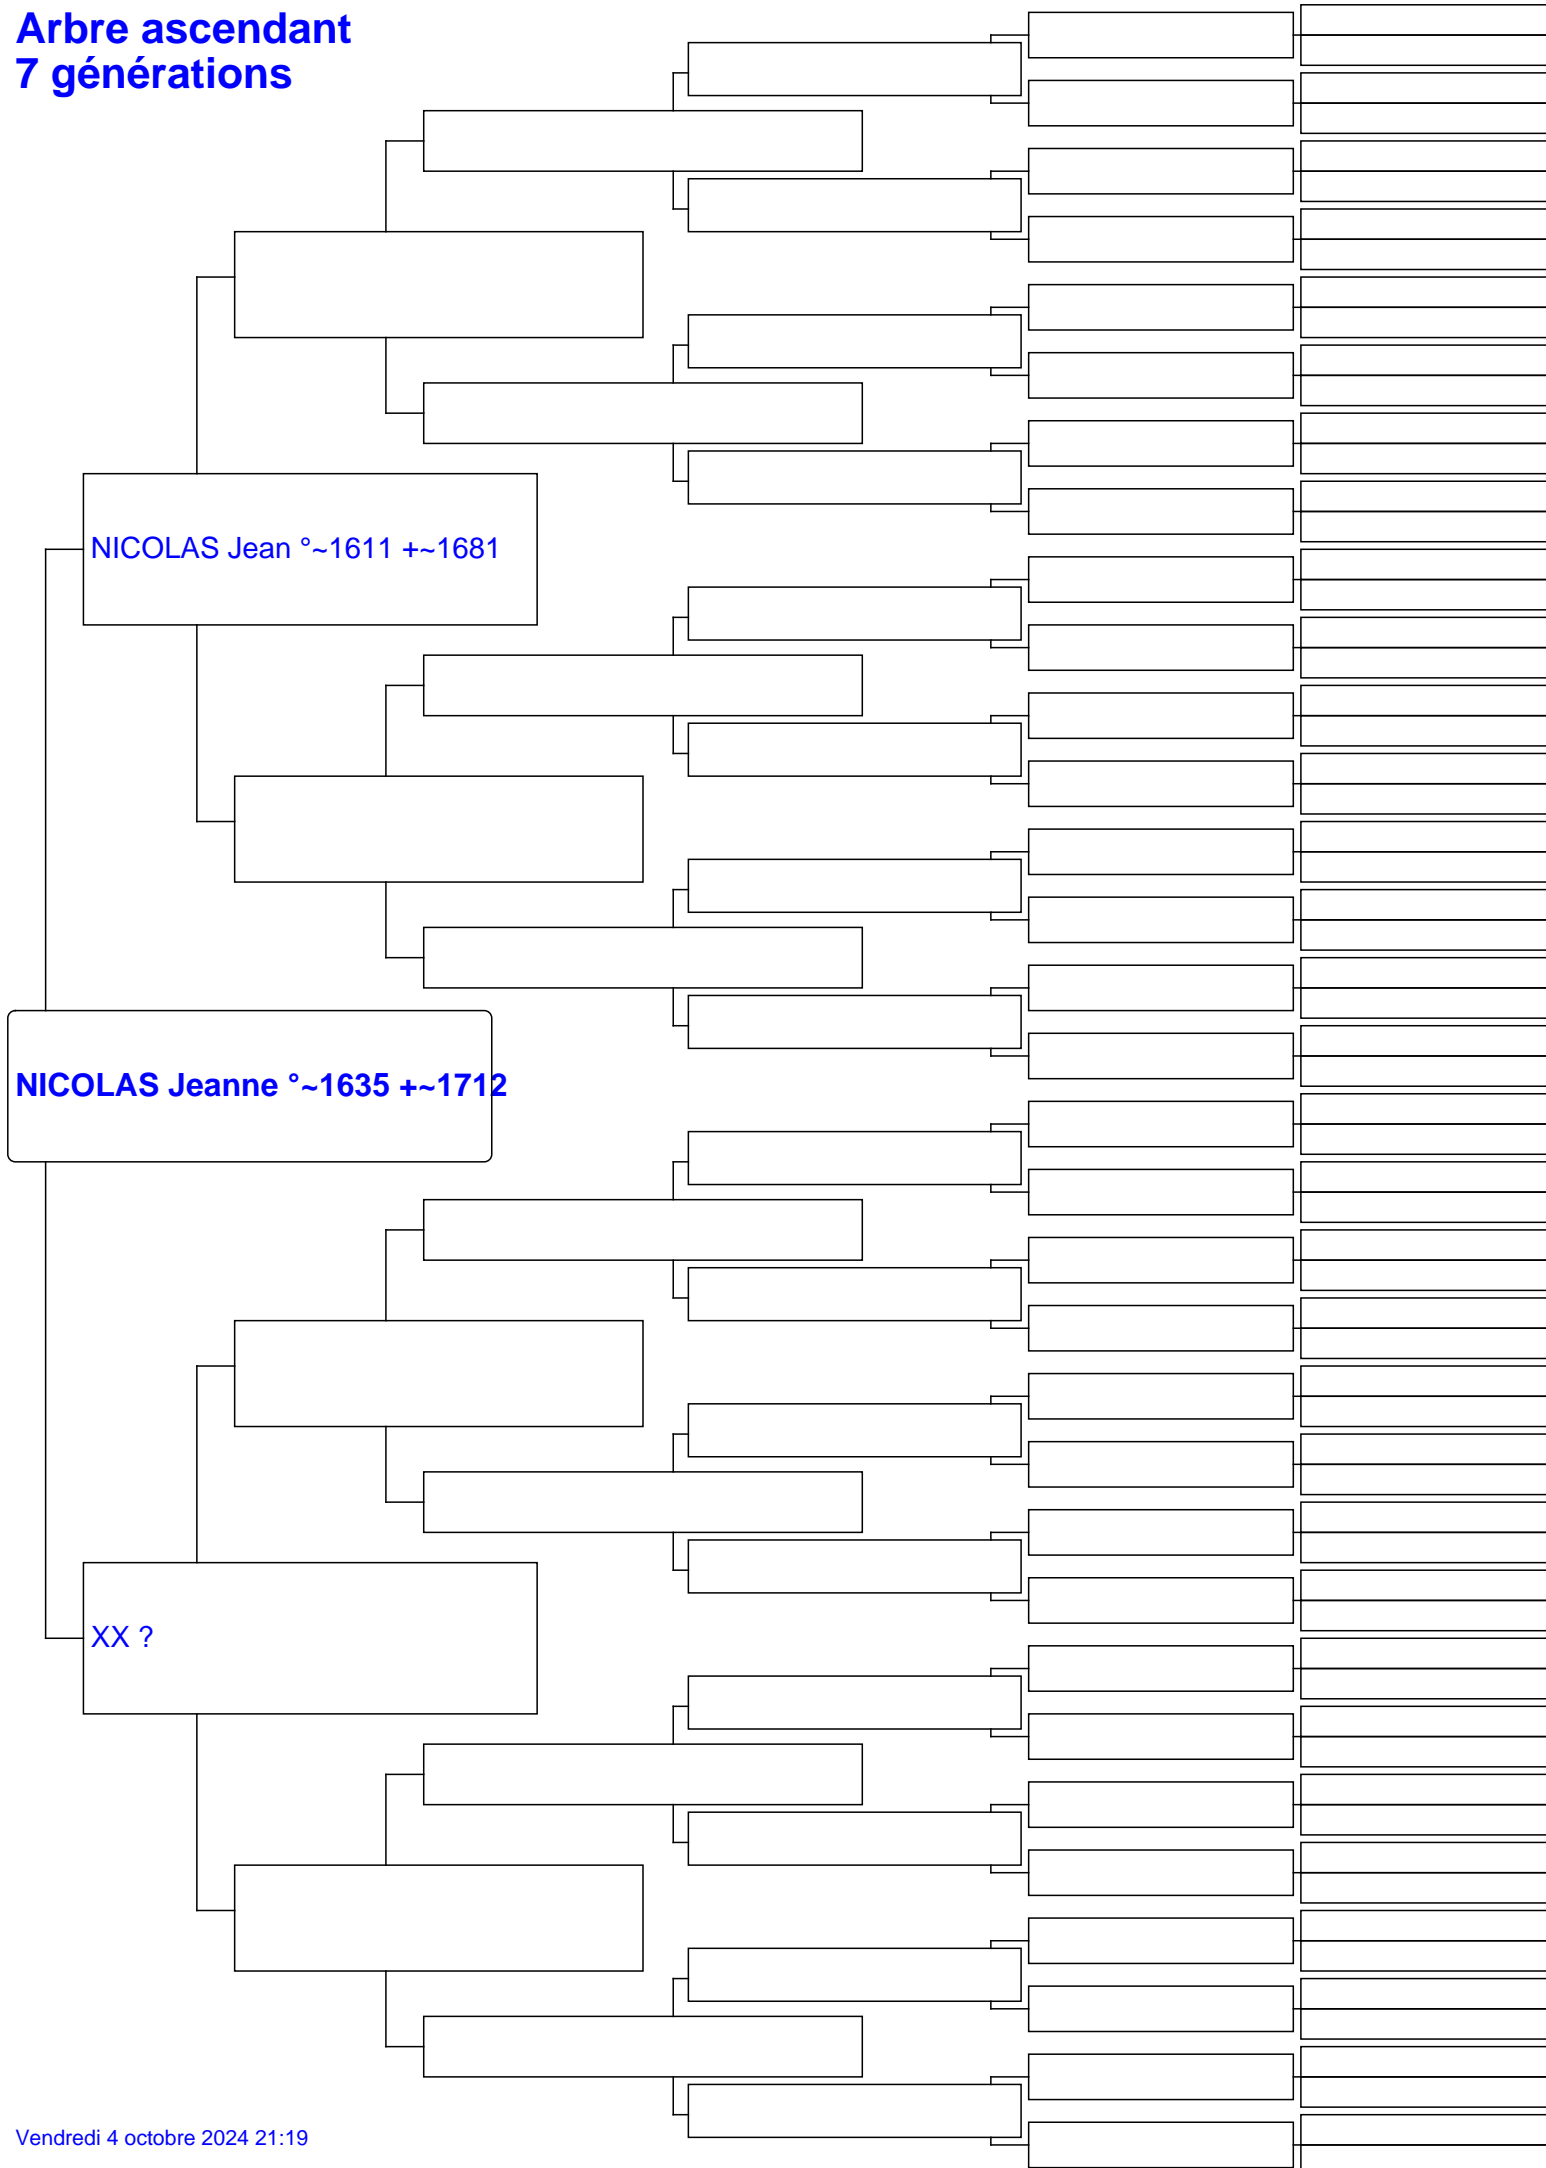 Arbre ascendant
7 générations
NICOLAS Jean °~1611 +~1681
NICOLAS Jeanne °~1635 +~1712
XX ?
Vendredi 4 octobre 2024 21:19